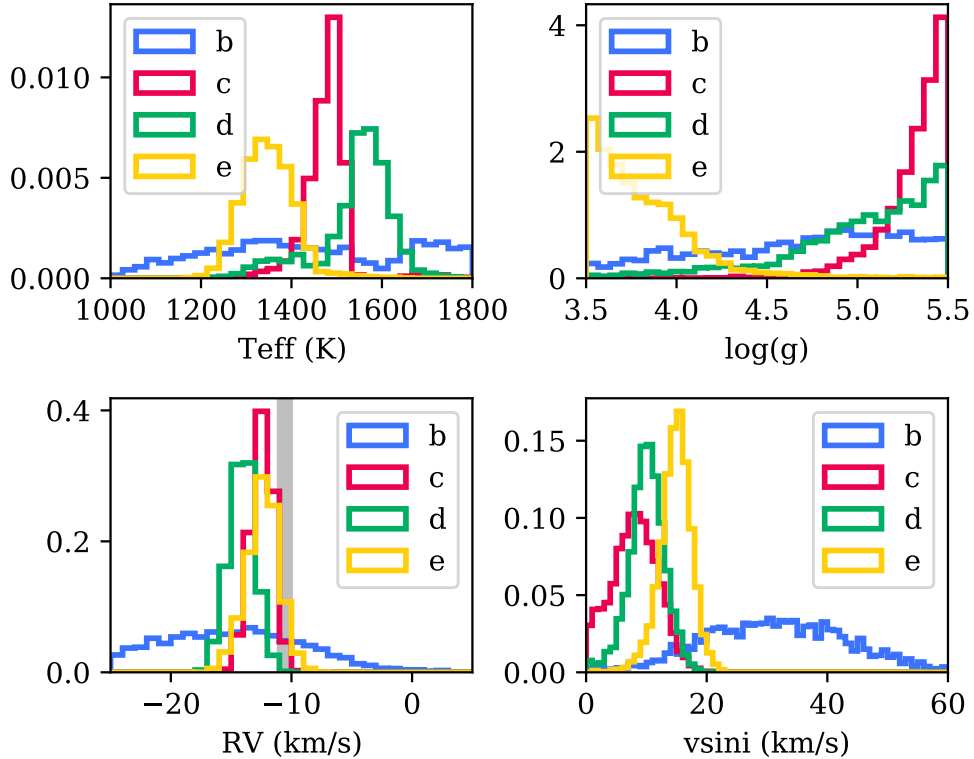 0.010
0.005
0.000
b
c
d
e
1000 1200 1400 1600 1800
Teff (K)
4
2
0
b
c
d
e
3.5 4.0 4.5 5.0 5.5
log(g)
0.4
0.2
0.0
b
c
d
e
−20 −10 0
RV (km/s)
0.15
0.10
0.05
0.00
b
c
d
e
0 20 40 60
vsini (km/s)